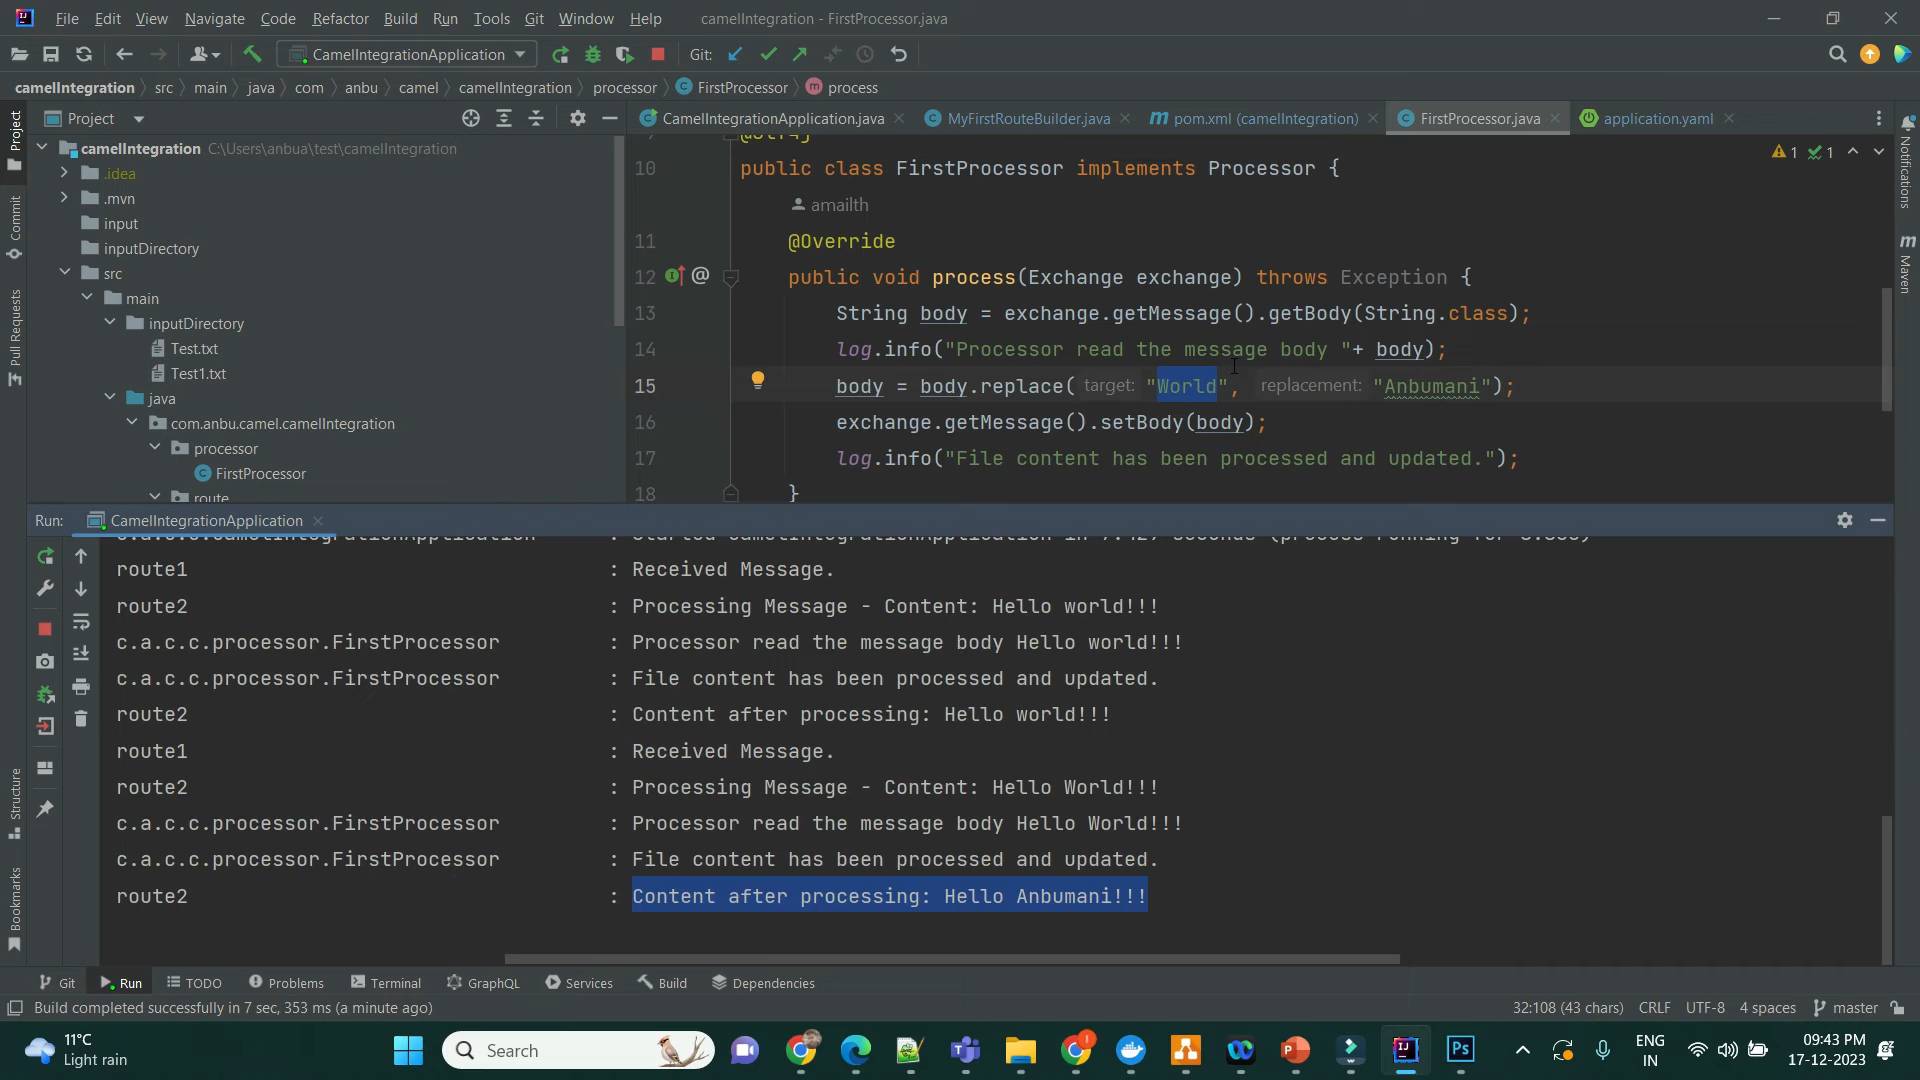 File Edit View Navigate Code Refactor Build Run Tools Git Window Help camelIntegration - FirstProcessor.java
CamelIntegrationApplication Git:
camelIntegration src main java com anbu camel camelIntegration processor FirstProcessor process
Project
CamelIntegrationApplication.java MyFirstRouteBuilder.java pom.xml (camelIntegration) FirstProcessor.java application.yaml
camelIntegration C:\Users\anbua\test\camelIntegration
.idea
.mvn
input
inputDirectory
src
main
inputDirectory
Test.txt
Test1.txt
java
com.anbu.camel.camelIntegration
processor
FirstProcessor
route
Project
Commit
Pull Requests
Structure
Bookmarks
Notifications
Maven
1 1
10 public class FirstProcessor implements Processor {
amailth
11 @Override
12 public void process(Exchange exchange) throws Exception {
13 String body = exchange.getMessage().getBody(String.class);
14 log.info("Processor read the message body "+ body);
15 body = body.replace( target: "World", replacement: "Anbumani");
16 exchange.getMessage().setBody(body);
17 log.info("File content has been processed and updated.");
18 }
Run: CamelIntegrationApplication
route1 : Received Message.
route2 : Processing Message - Content: Hello world!!!
c.a.c.c.processor.FirstProcessor : Processor read the message body Hello world!!!
c.a.c.c.processor.FirstProcessor : File content has been processed and updated.
route2 : Content after processing: Hello world!!!
route1 : Received Message.
route2 : Processing Message - Content: Hello World!!!
c.a.c.c.processor.FirstProcessor : Processor read the message body Hello World!!!
c.a.c.c.processor.FirstProcessor : File content has been processed and updated.
route2 : Content after processing: Hello Anbumani!!!
Git Run TODO Problems Terminal GraphQL Services Build Dependencies
Build completed successfully in 7 sec, 353 ms (a minute ago) 32:108 (43 chars) CRLF UTF-8 4 spaces master
11°C
Light rain
Search
ENG
IN
09:43 PM
17-12-2023